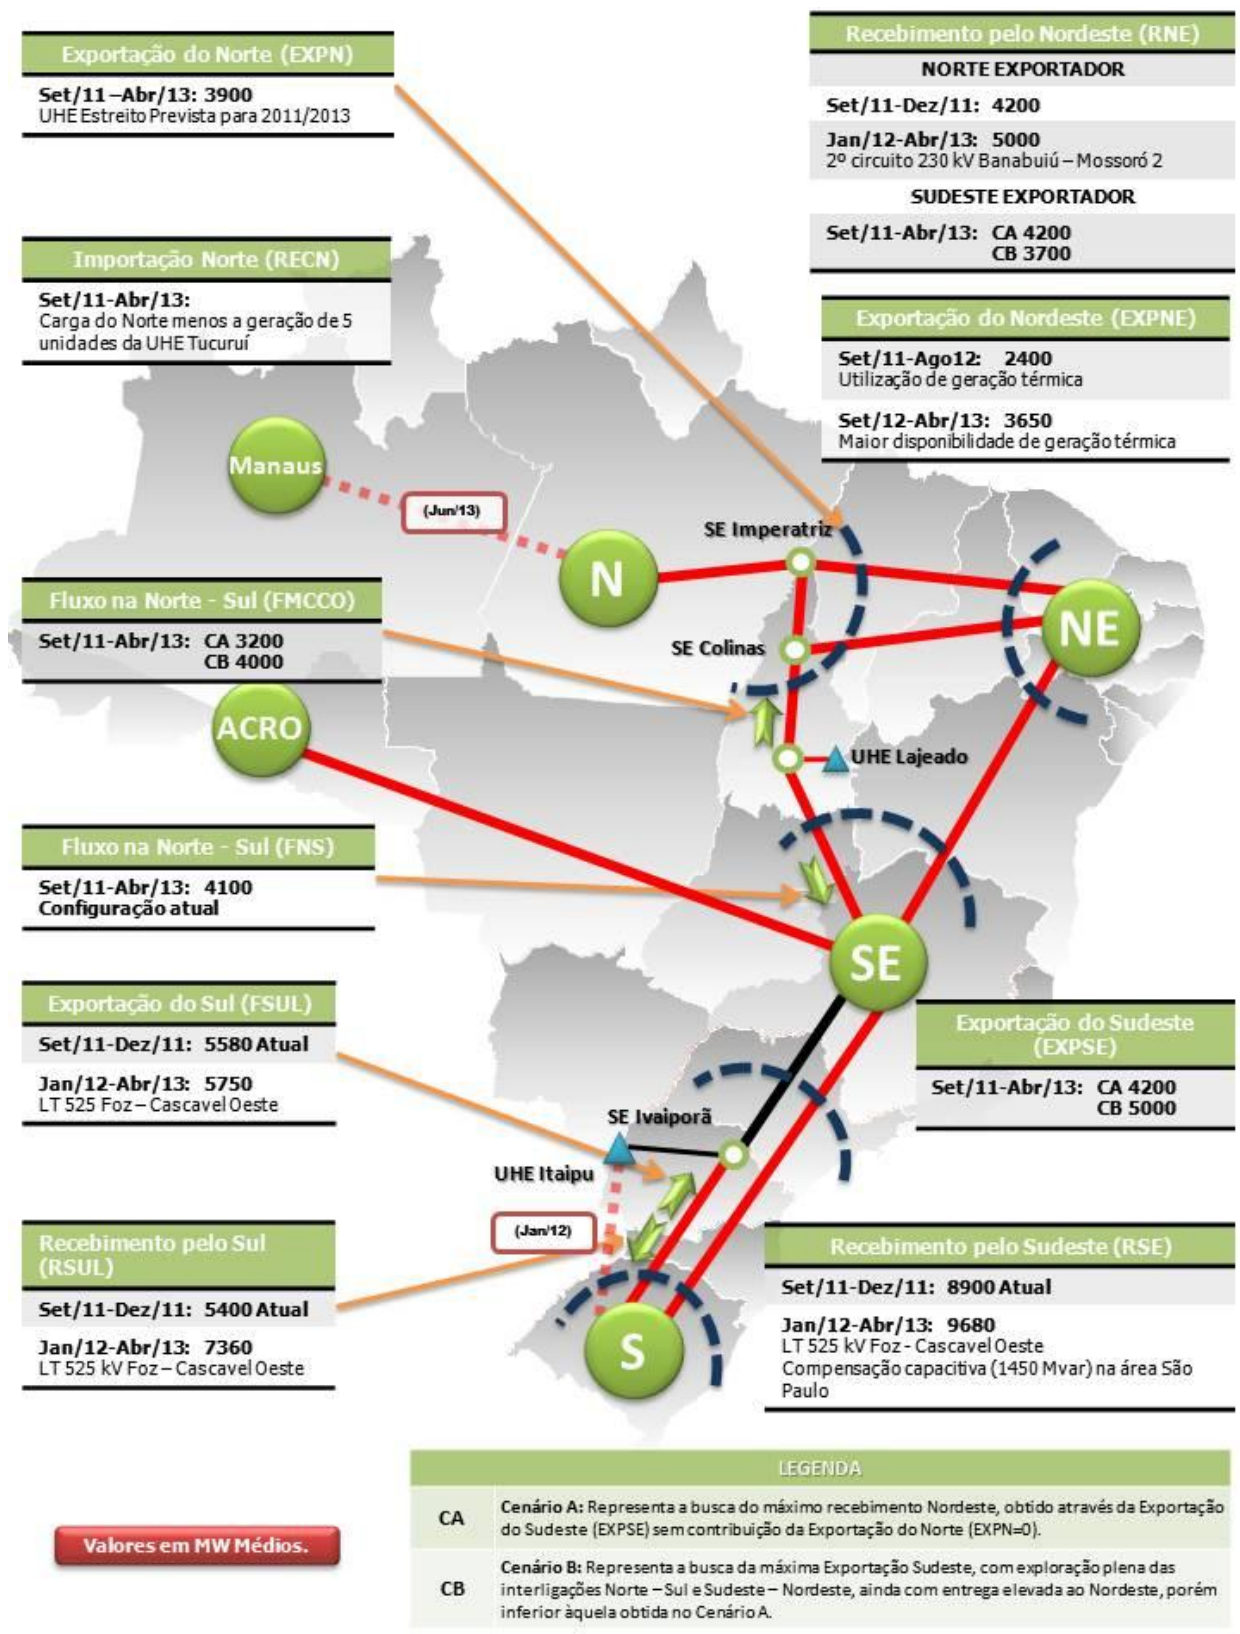 Exportação do Norte (EXPN)
Set/11–Abr/13: 3900
UHE Estreito Prevista para 2011/2013
Recebimento pelo Nordeste (RNE)
NORTE EXPORTADOR
Set/11-Dez/11: 4200
Jan/12-Abr/13: 5000
2º circuito 230 kV Banabuiú – Mossoró 2
SUDESTE EXPORTADOR
Set/11-Abr/13: CA 4200
CB 3700
Importação Norte (RECN)
Set/11-Abr/13:
Carga do Norte menos a geração de 5
unidades da UHE Tucuruí
Exportação do Nordeste (EXPNE)
Set/11-Ago12: 2400
Utilização de geração térmica
Set/12-Abr/13: 3650
Maior disponibilidade de geração térmica
Manaus
(Jun/13)
SE Imperatriz
N
NE
Fluxo na Norte - Sul (FMCCO)
Set/11-Abr/13: CA 3200
CB 4000
SE Colinas
ACRO
UHE Lajeado
Fluxo na Norte - Sul (FNS)
Set/11-Abr/13: 4100
Configuração atual
SE
Exportação do Sul (FSUL)
Set/11-Dez/11: 5580 Atual
Jan/12-Abr/13: 5750
LT 525 Foz – Cascavel Oeste
Exportação do Sudeste
(EXPSE)
Set/11-Abr/13: CA 4200
CB 5000
SE Ivaiporã
UHE Itaipu
(Jan/12)
Recebimento pelo Sul
(RSUL)
Set/11-Dez/11: 5400 Atual
Jan/12-Abr/13: 7360
LT 525 kV Foz – Cascavel Oeste
S
Recebimento pelo Sudeste (RSE)
Set/11-Dez/11: 8900 Atual
Jan/12-Abr/13: 9680
LT 525 kV Foz - Cascavel Oeste
Compensação capacitiva (1450 Mvar) na área São
Paulo
LEGENDA
CA
Cenário A: Representa a busca do máximo recebimento Nordeste, obtido através da Exportação
do Sudeste (EXPSE) sem contribuição da Exportação do Norte (EXPN=0).
CB
Cenário B: Representa a busca da máxima Exportação Sudeste, com exploração plena das
interligações Norte – Sul e Sudeste – Nordeste, ainda com entrega elevada ao Nordeste, porém
inferior àquela obtida no Cenário A.
Valores em MW Médios.